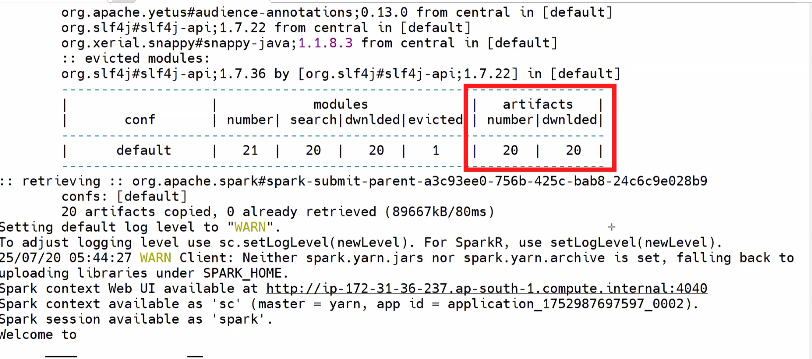 org.apache.yetus#audience-annotations;0.13.0 from central in [default]
org.slf4j#slf4j-api;1.7.22 from central in [default]
org.xerial.snappy#snappy-java;1.1.8.3 from central in [default]
:: evicted modules:
org.slf4j#slf4j-api;1.7.36 by [org.slf4j#slf4j-api;1.7.22] in [default]
---------------------------------------------------------------------
|                  |            modules            ||   artifacts   |
|       conf       | number| search|dwnlded|evicted|| number|dwnlded|
---------------------------------------------------------------------
|      default     |   21  |   20  |   20  |   1   ||   20  |   20  |
---------------------------------------------------------------------
:: retrieving :: org.apache.spark#spark-submit-parent-a3c93ee0-756b-425c-bab8-24c6c9e028b9
confs: [default]
20 artifacts copied, 0 already retrieved (89667kB/80ms)
Setting default log level to "WARN".
To adjust logging level use sc.setLogLevel(newLevel). For SparkR, use setLogLevel(newLevel).
25/07/20 05:44:27 WARN Client: Neither spark.yarn.jars nor spark.yarn.archive is set, falling back to
uploading libraries under SPARK_HOME.
Spark context Web UI available at http://ip-172-31-36-237.ap-south-1.compute.internal:4040
Spark context available as 'sc' (master = yarn, app id = application_1752987697597_0002).
Spark session available as 'spark'.
Welcome to